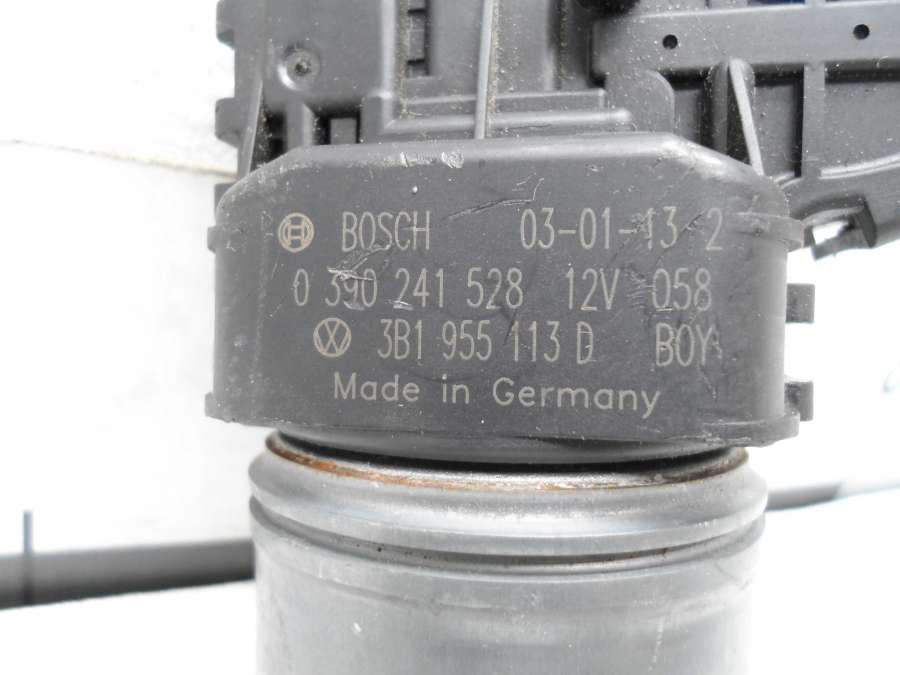 BOSCH 03-01-13 2
0 390 241 528 12V 058
3B1 955 113 D BOY
Made in Germany